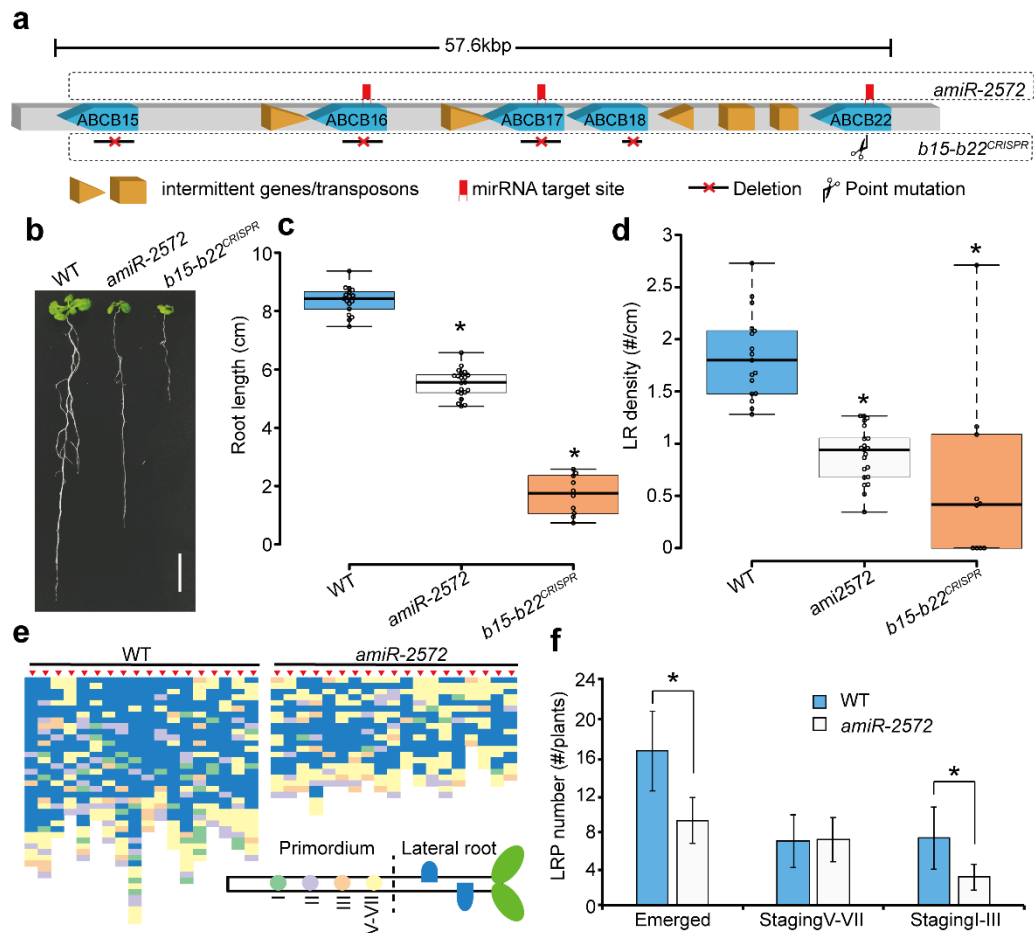 a
57.6kbp
amiR-2572
ABCB15
ABCB16
ABCB17
ABCB18
ABCB22
b15-b22CRISPR
intermittent genes/transposons
mirRNA target site
Deletion
Point mutation
b
WT
amiR-2572
b15-b22CRISPR
c
Root length (cm)
10
8
6
4
2
0
*
*
WT
amiR-2572
b15-b22CRISPR
d
LR density (#/cm)
3
2.5
2
1.5
1
0.5
0
*
*
WT
ami2572
b15-b22CRISPR
e
WT
amiR-2572
Primordium
Lateral root
I
II
III
V-VII
f
LRP number (#/plants)
24
20
16
12
8
4
0
*
*
WT
amiR-2572
Emerged
StagingV-VII
StagingI-III